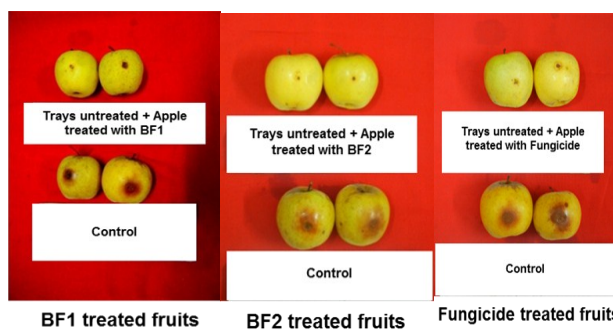 Trays untreated + Apple
treated with BF1
Control
BF1 treated fruits
Trays untreated + Apple
treated with BF2
Control
BF2 treated fruits
Trays untreated + Apple
treated with Fungicide
Control
Fungicide treated fruits